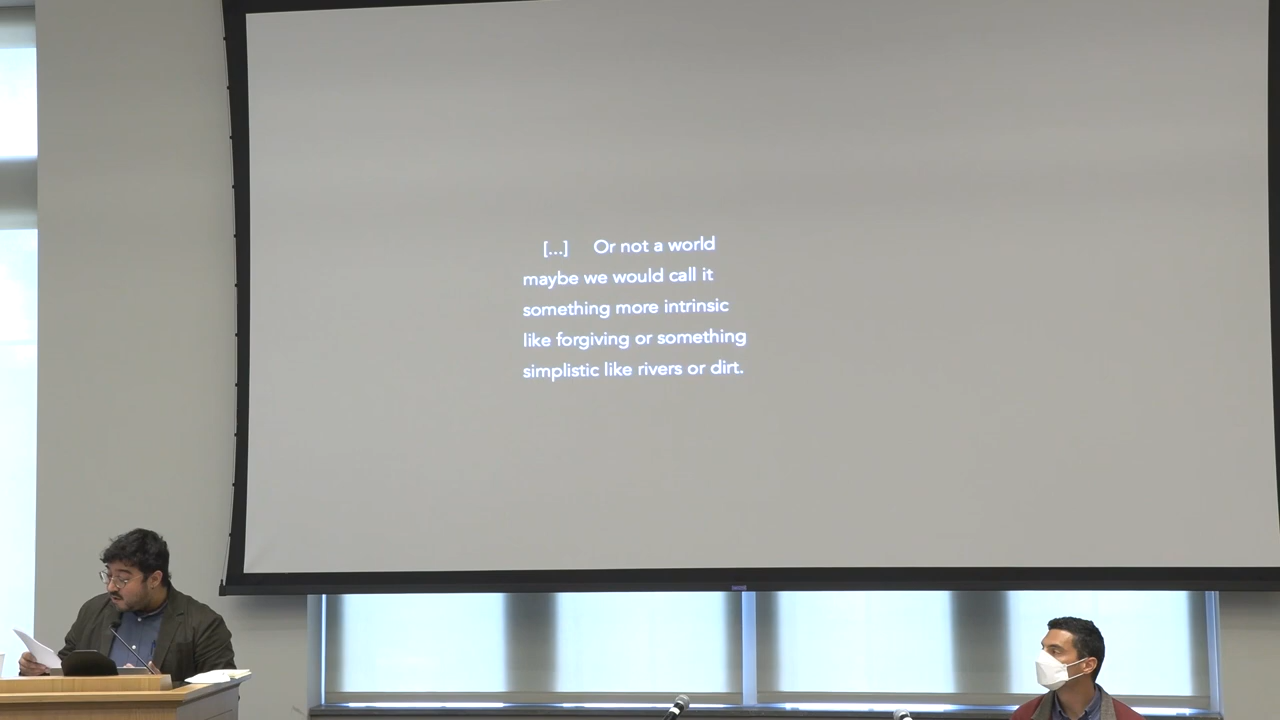 [...] Or not a world
maybe we would call it
something more intrinsic
like forgiving or something
simplistic like rivers or dirt.